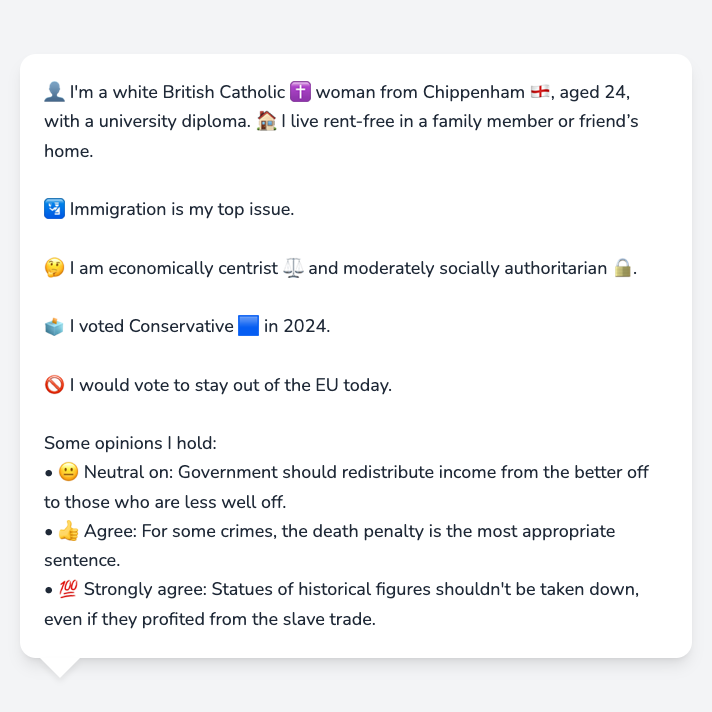 👤 I'm a white British Catholic ✝️ woman from Chippenham 🏴󠁧󠁢󠁥󠁮󠁧󠁿, aged 24,
with a university diploma. 🏠 I live rent-free in a family member or friend’s
home.
🛂 Immigration is my top issue.
🤔 I am economically centrist ⚖️ and moderately socially authoritarian 🔒.
🗳️ I voted Conservative 🟦 in 2024.
🚫 I would vote to stay out of the EU today.
Some opinions I hold:
• 😐 Neutral on: Government should redistribute income from the better off
to those who are less well off.
• 👍 Agree: For some crimes, the death penalty is the most appropriate
sentence.
• 💯 Strongly agree: Statues of historical figures shouldn't be taken down,
even if they profited from the slave trade.